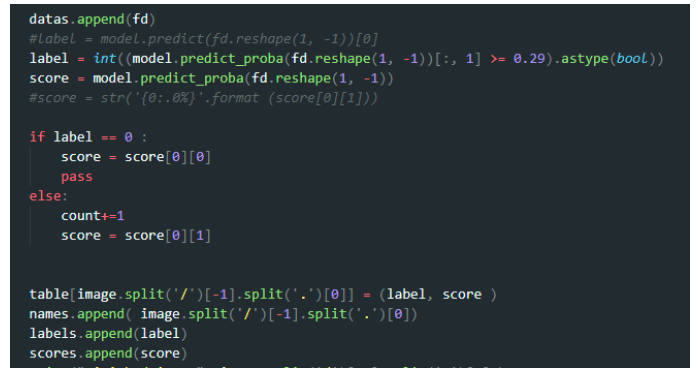 datas.append(fd)
#label = model.predict(fd.reshape(1, -1))[0]
label = int((model.predict_proba(fd.reshape(1, -1))[:, 1] >= 0.29).astype(bool))
score = model.predict_proba(fd.reshape(1, -1))
#score = str('{0:.0%}'.format (score[0][1]))
if label == 0 :
score = score[0][0]
pass
else:
count+=1
score = score[0][1]
table[image.split('/')[-1].split('.')[0]] = (label, score )
names.append( image.split('/')[-1].split('.')[0])
labels.append(label)
scores.append(score)